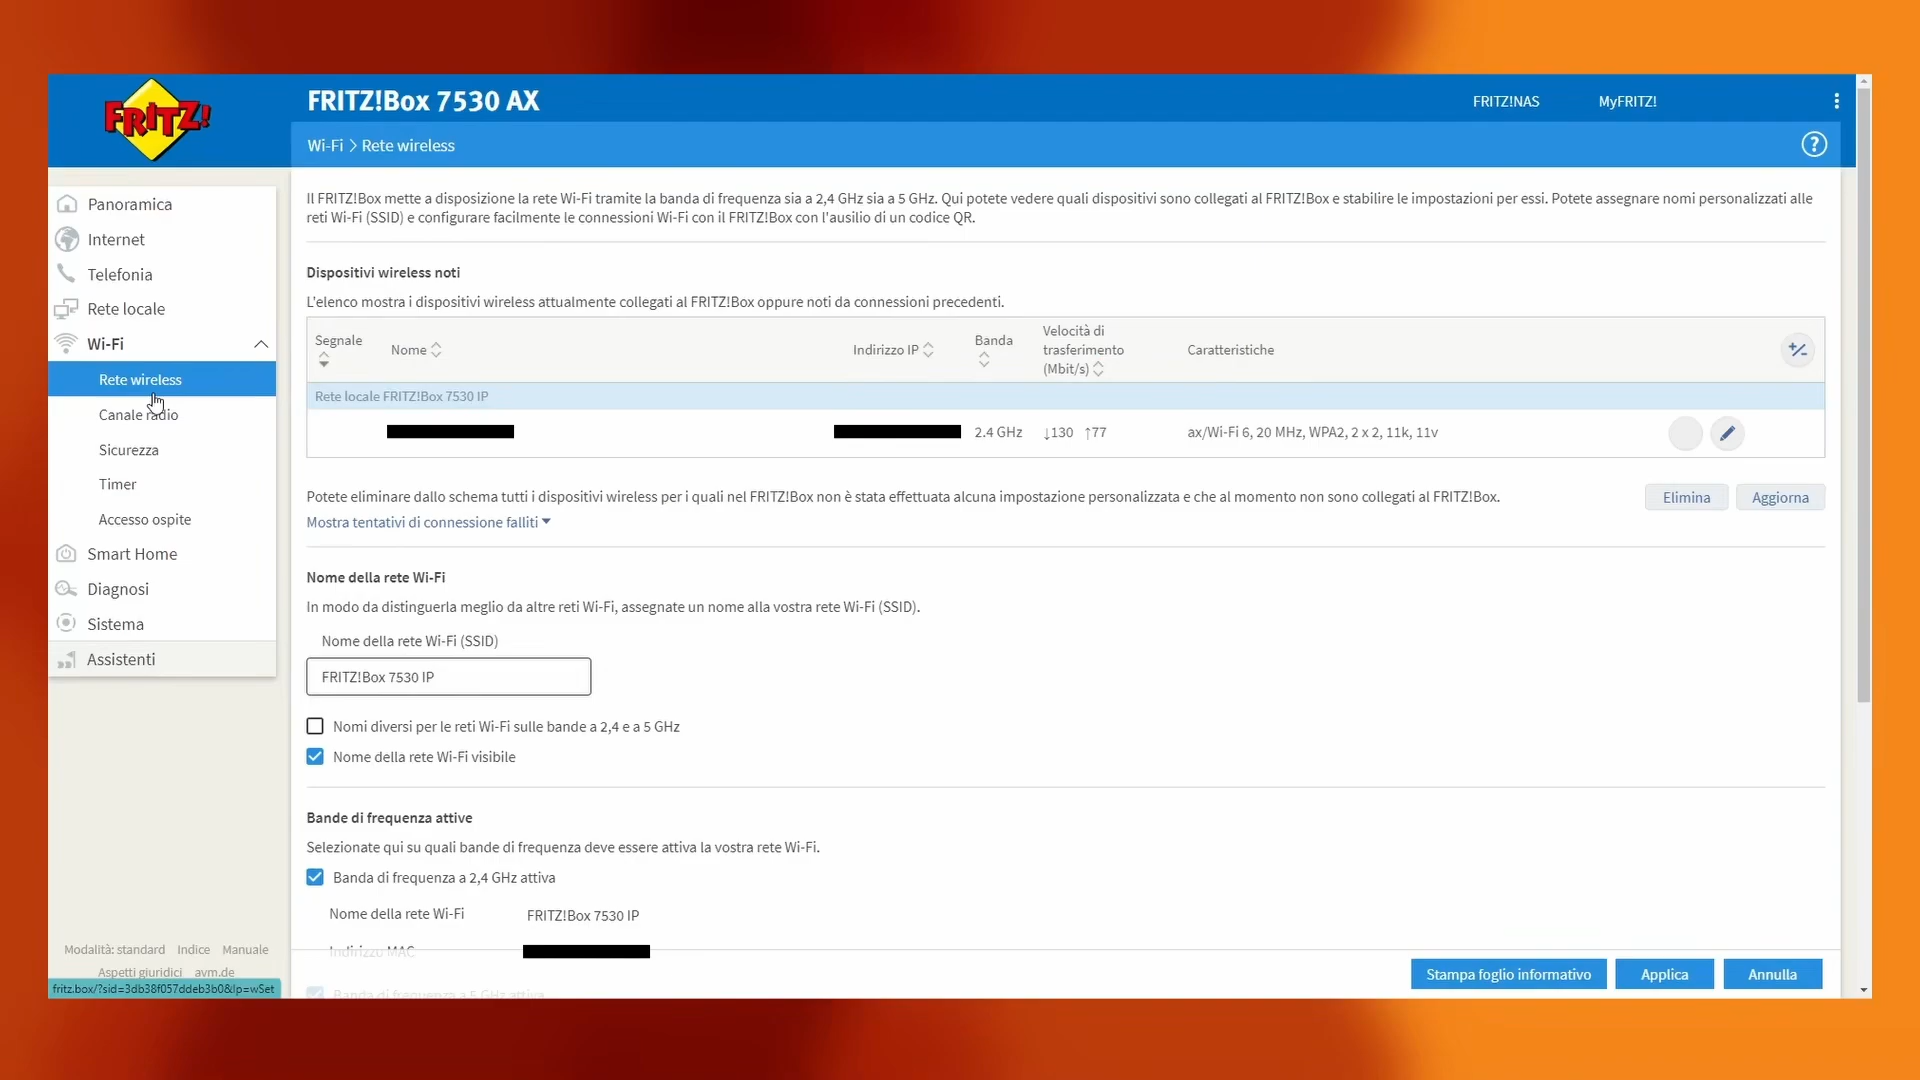 FRITZ!
FRITZ!Box 7530 AX
FRITZ!NAS
MyFRITZ!
Wi-Fi > Rete wireless
Panoramica
Internet
Telefonia
Rete locale
Wi-Fi
Rete wireless
Canale radio
Sicurezza
Timer
Accesso ospite
Smart Home
Diagnosi
Sistema
Assistenti
Il FRITZ!Box mette a disposizione la rete Wi-Fi tramite la banda di frequenza sia a 2,4 GHz sia a 5 GHz. Qui potete vedere quali dispositivi sono collegati al FRITZ!Box e stabilire le impostazioni per essi. Potete assegnare nomi personalizzati alle
reti Wi-Fi (SSID) e configurare facilmente le connessioni Wi-Fi con il FRITZ!Box con l'ausilio di un codice QR.
Dispositivi wireless noti
L'elenco mostra i dispositivi wireless attualmente collegati al FRITZ!Box oppure noti da connessioni precedenti.
Segnale
Nome
Indirizzo IP
Banda
Velocità di
trasferimento
(Mbit/s)
Caratteristiche
Rete locale FRITZ!Box 7530 IP
2.4 GHz ↓130 ↑77 ax/Wi-Fi 6, 20 MHz, WPA2, 2 x 2, 11k, 11v
Potete eliminare dallo schema tutti i dispositivi wireless per i quali nel FRITZ!Box non è stata effettuata alcuna impostazione personalizzata e che al momento non sono collegati al FRITZ!Box.
Elimina
Aggiorna
Mostra tentativi di connessione falliti
Nome della rete Wi-Fi
In modo da distinguerla meglio da altre reti Wi-Fi, assegnate un nome alla vostra rete Wi-Fi (SSID).
Nome della rete Wi-Fi (SSID)
FRITZ!Box 7530 IP
Nomi diversi per le reti Wi-Fi sulle bande a 2,4 e a 5 GHz
Nome della rete Wi-Fi visibile
Bande di frequenza attive
Selezionate qui su quali bande di frequenza deve essere attiva la vostra rete Wi-Fi.
Banda di frequenza a 2,4 GHz attiva
Nome della rete Wi-Fi FRITZ!Box 7530 IP
Indirizzo MAC
Banda di frequenza a 5 GHz attiva
Stampa foglio informativo
Applica
Annulla
Modalità: standard Indice Manuale
Aspetti giuridici avm.de
fritz.box/?sid=3db38f057ddeb3b0&lp=wSet